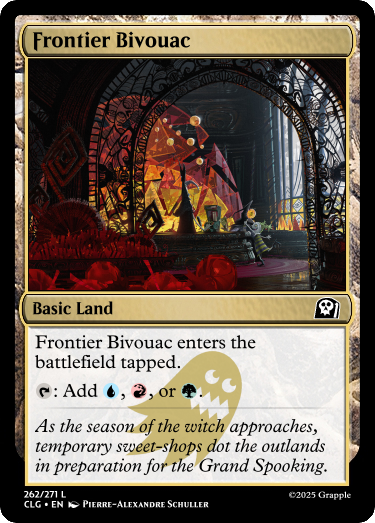 Frontier Bivouac
Basic Land
Frontier Bivouac enters the
battlefield tapped.
: Add , , or .
As the season of the witch approaches,
temporary sweet-shops dot the outlands
in preparation for the Grand Spooking.
262/271 L
CLG • EN Pierre-Alexandre Schuller
©2025 Grapple